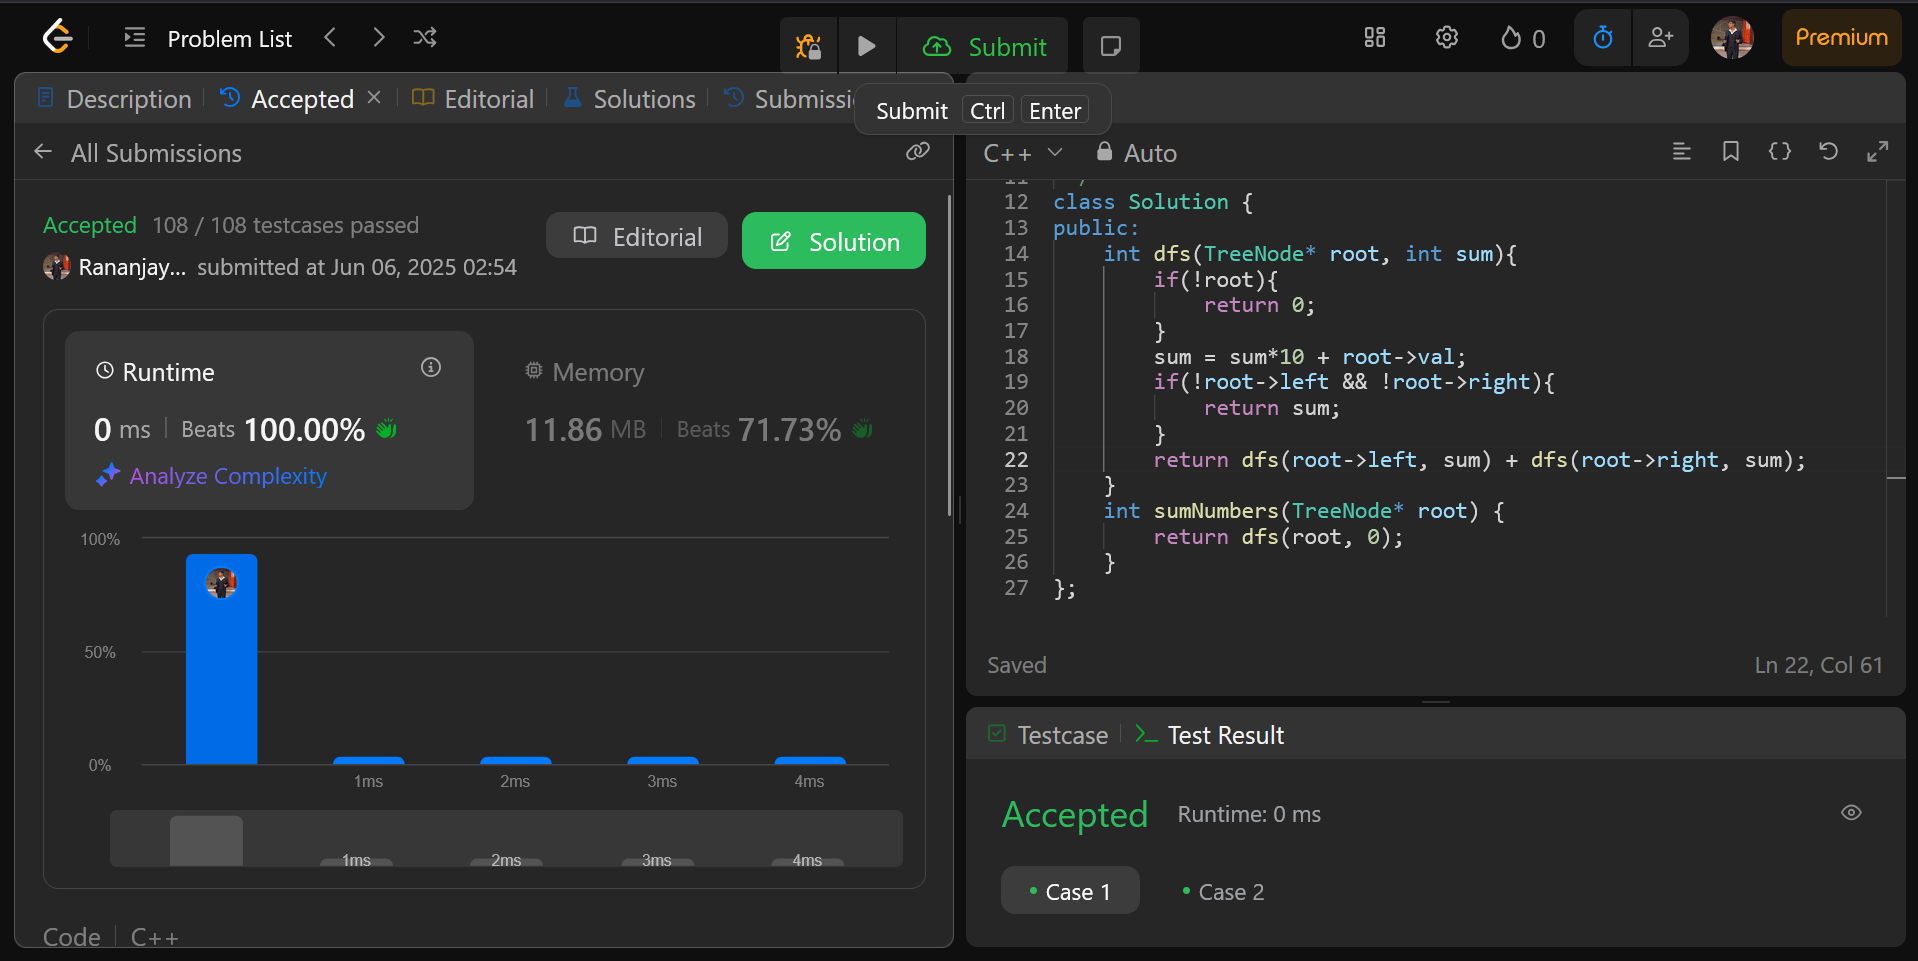 Problem List
Submit
0
Premium
Description
Accepted
Editorial
Solutions
Submissi
Submit Ctrl Enter
All Submissions
Accepted 108 / 108 testcases passed
Rananjay... submitted at Jun 06, 2025 02:54
Editorial
Solution
Runtime
0 ms Beats 100.00%
Analyze Complexity
Memory
11.86 MB Beats 71.73%
100%
50%
0%
1ms 2ms 3ms 4ms
1ms 2ms 3ms 4ms
Code C++
C++ Auto
12 class Solution {
13 public:
14 int dfs(TreeNode* root, int sum){
15 if(!root){
16 return 0;
17 }
18 sum = sum*10 + root->val;
19 if(!root->left && !root->right){
20 return sum;
21 }
22 return dfs(root->left, sum) + dfs(root->right, sum);
23 }
24 int sumNumbers(TreeNode* root) {
25 return dfs(root, 0);
26 }
27 };
Saved
Ln 22, Col 61
Testcase
>_ Test Result
Accepted Runtime: 0 ms
Case 1
Case 2